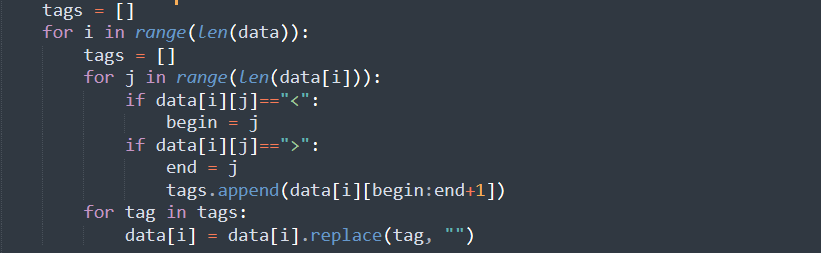 tags = []
for i in range(len(data)):
    tags = []
    for j in range(len(data[i])):
        if data[i][j]=="<":
            begin = j
        if data[i][j]==">":
            end = j
            tags.append(data[i][begin:end+1])
    for tag in tags:
        data[i] = data[i].replace(tag, "")